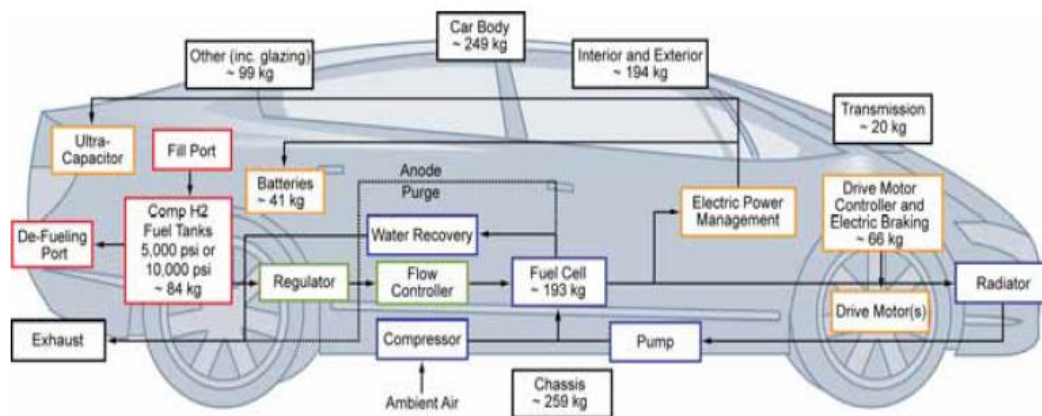 Car Body
~ 249 kg
Other (inc. glazing)
~ 99 kg
Interior and Exterior
~ 194 kg
Transmission
~ 20 kg
Ultra-
Capacitor
Fill Port
Batteries
~ 41 kg
Anode
Purge
Electric Power
Management
Drive Motor
Controller and
Electric Braking
~ 66 kg
De-Fueling
Port
Comp H2
Fuel Tanks
5,000 psi or
10,000 psi
~ 84 kg
Water Recovery
Regulator
Flow
Controller
Fuel Cell
~ 193 kg
Radiator
Drive Motor(s)
Exhaust
Compressor
Pump
Ambient Air
Chassis
~ 259 kg